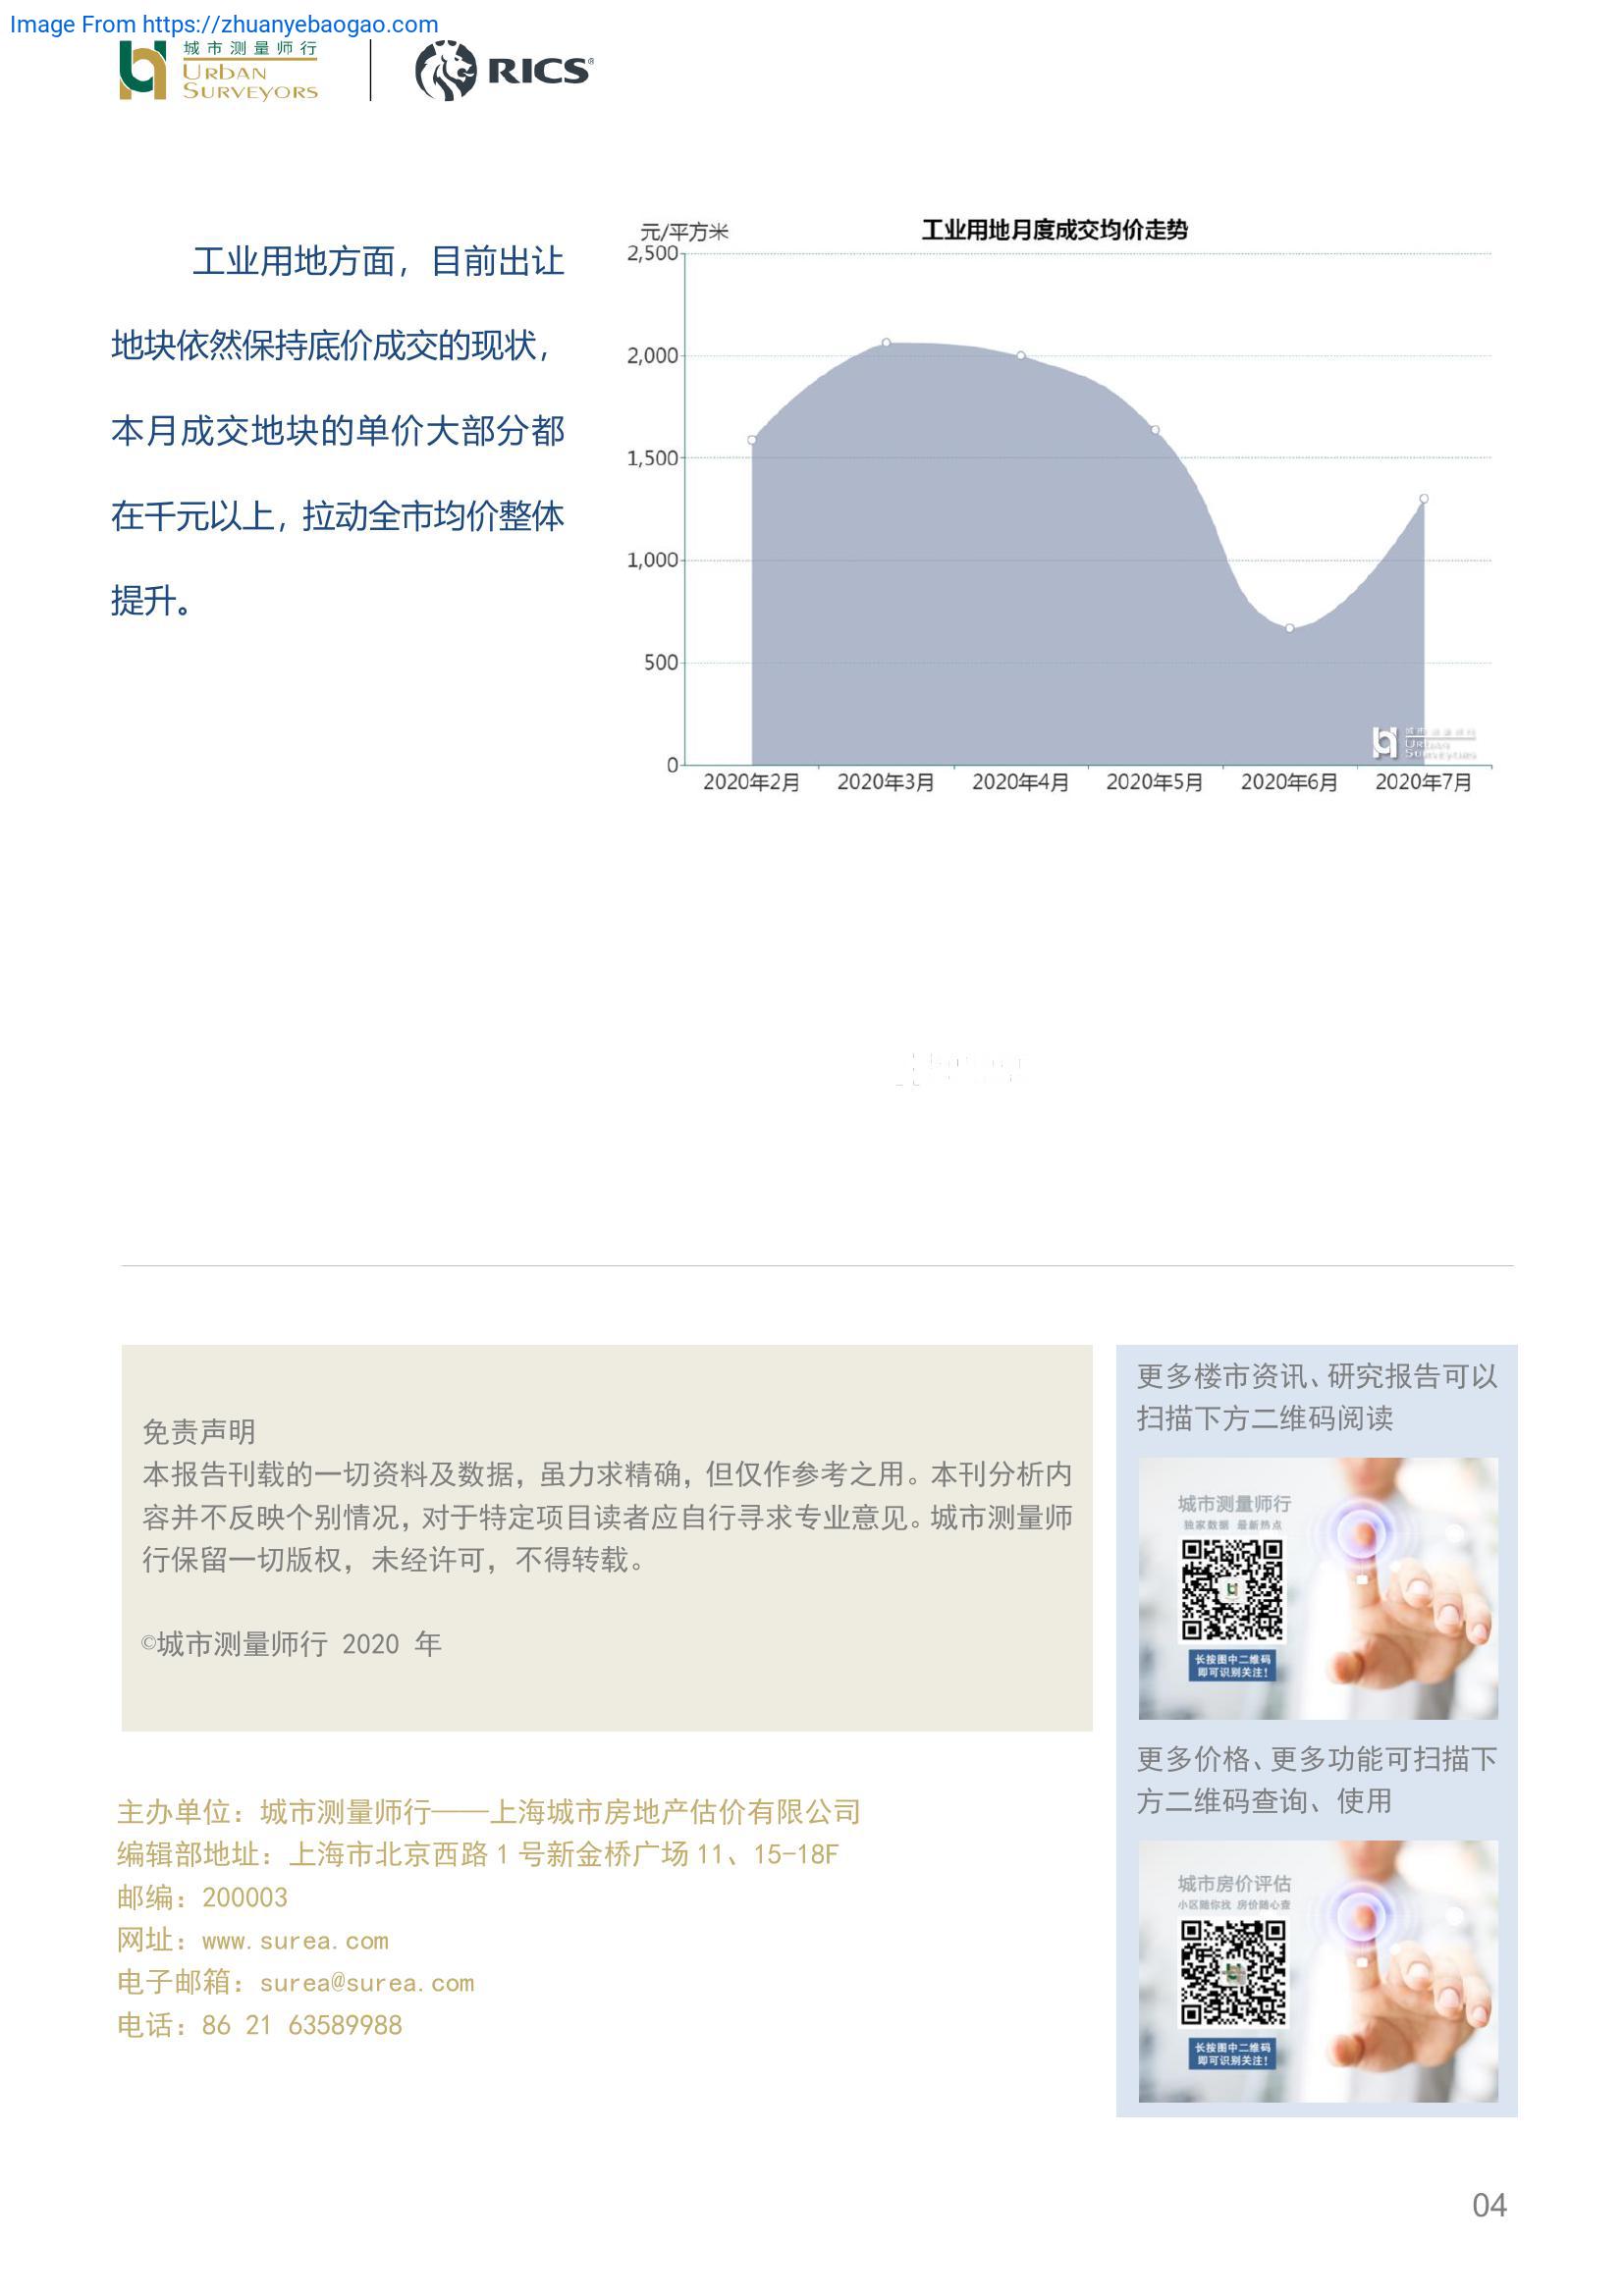 Image From https://zhuanyebaogao.com
城市测量师行
URBAN
SURVEYORS
RICS®
工业用地方面，目前出让
地块依然保持底价成交的现状，
本月成交地块的单价大部分都
在千元以上，拉动全市均价整体
提升。
元/平方米
工业用地月度成交均价走势
2,500
2,000
1,500
1,000
500
0
城市测量师行
URBAN
SURVEYORS
2020年2月 2020年3月 2020年4月 2020年5月 2020年6月 2020年7月
免责声明
本报告刊载的一切资料及数据，虽力求精确，但仅作参考之用。本刊分析内
容并不反映个别情况，对于特定项目读者应自行寻求专业意见。城市测量师
行保留一切版权，未经许可，不得转载。
©城市测量师行 2020 年
更多楼市资讯、研究报告可以
扫描下方二维码阅读
城市测量师行
独家数据 最新热点
长按图中二维码
即可识别关注！
更多价格、更多功能可扫描下
方二维码查询、使用
城市房价评估
小区随你找 房价随心查
长按图中二维码
即可识别关注！
主办单位：城市测量师行——上海城市房地产估价有限公司
编辑部地址：上海市北京西路 1 号新金桥广场 11、15-18F
邮编：200003
网址：www.surea.com
电子邮箱：surea@surea.com
电话：86 21 63589988
04